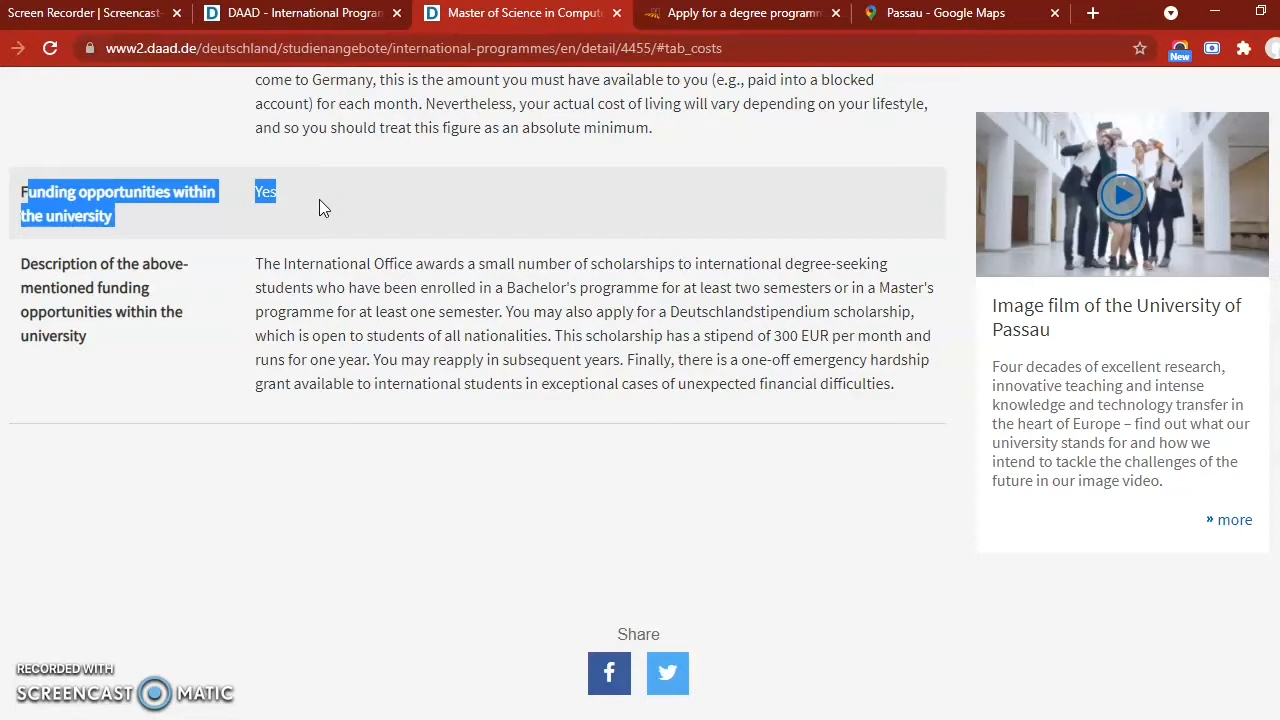 Screen Recorder | Screencast-
DAAD - International Program
Master of Science in Compute
Apply for a degree programm
Passau - Google Maps
www2.daad.de/deutschland/studienangebote/international-programmes/en/detail/4455/#tab_costs
New
come to Germany, this is the amount you must have available to you (e.g., paid into a blocked
account) for each month. Nevertheless, your actual cost of living will vary depending on your lifestyle,
and so you should treat this figure as an absolute minimum.
Funding opportunities within
the university
Yes
Description of the above-
mentioned funding
opportunities within the
university
The International Office awards a small number of scholarships to international degree-seeking
students who have been enrolled in a Bachelor's programme for at least two semesters or in a Master's
programme for at least one semester. You may also apply for a Deutschlandstipendium scholarship,
which is open to students of all nationalities. This scholarship has a stipend of 300 EUR per month and
runs for one year. You may reapply in subsequent years. Finally, there is a one-off emergency hardship
grant available to international students in exceptional cases of unexpected financial difficulties.
Image film of the University of
Passau
Four decades of excellent research,
innovative teaching and intense
knowledge and technology transfer in
the heart of Europe – find out what our
university stands for and how we
intend to tackle the challenges of the
future in our image video.
» more
Share
RECORDED WITH
SCREENCAST MATIC